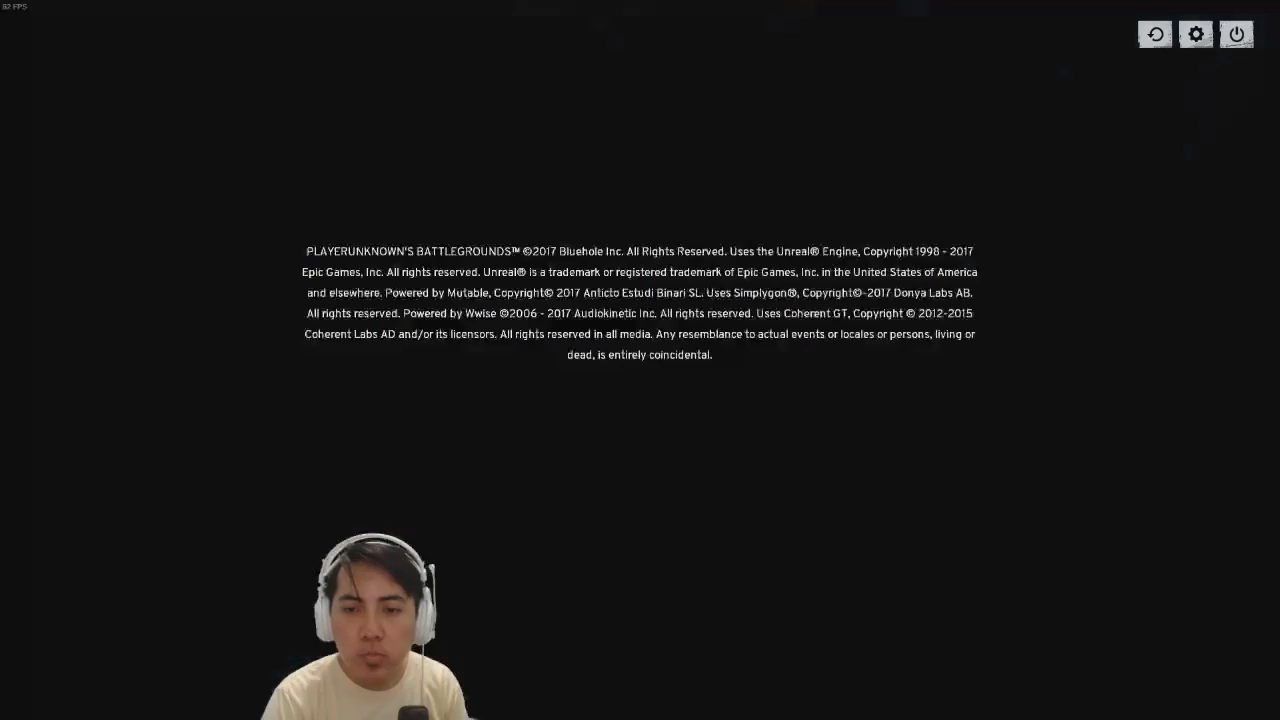 62 FPS
PLAYERUNKNOWN'S BATTLEGROUNDS™ ©2017 Bluehole Inc. All Rights Reserved. Uses the Unreal® Engine, Copyright 1998 - 2017
Epic Games, Inc. All rights reserved. Unreal® is a trademark or registered trademark of Epic Games, Inc. in the United States of America
and elsewhere. Powered by Mutable, Copyright© 2017 Anticto Estudi Binari SL. Uses Simplygon®, Copyright©-2017 Donya Labs AB.
All rights reserved. Powered by Wwise ©2006 - 2017 Audiokinetic Inc. All rights reserved. Uses Coherent GT, Copyright © 2012-2015
Coherent Labs AD and/or its licensors. All rights reserved in all media. Any resemblance to actual events or locales or persons, living or
dead, is entirely coincidental.